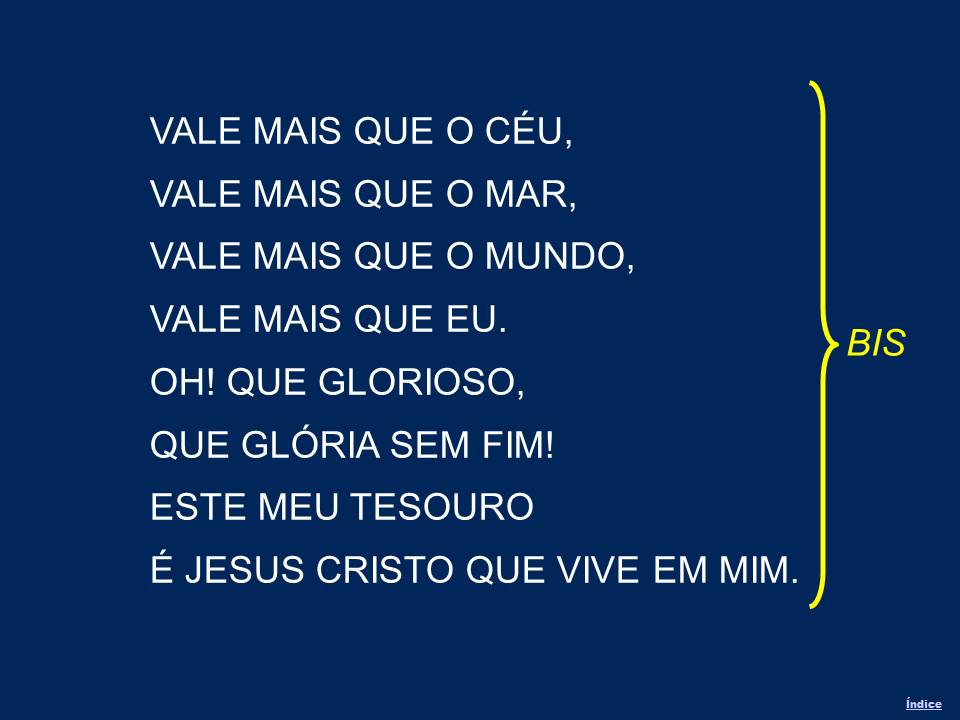 VALE MAIS QUE O CÉU,
VALE MAIS QUE O MAR,
VALE MAIS QUE O MUNDO,
VALE MAIS QUE EU.
OH! QUE GLORIOSO,
QUE GLÓRIA SEM FIM!
ESTE MEU TESOURO
É JESUS CRISTO QUE VIVE EM MIM.
BIS
Índice